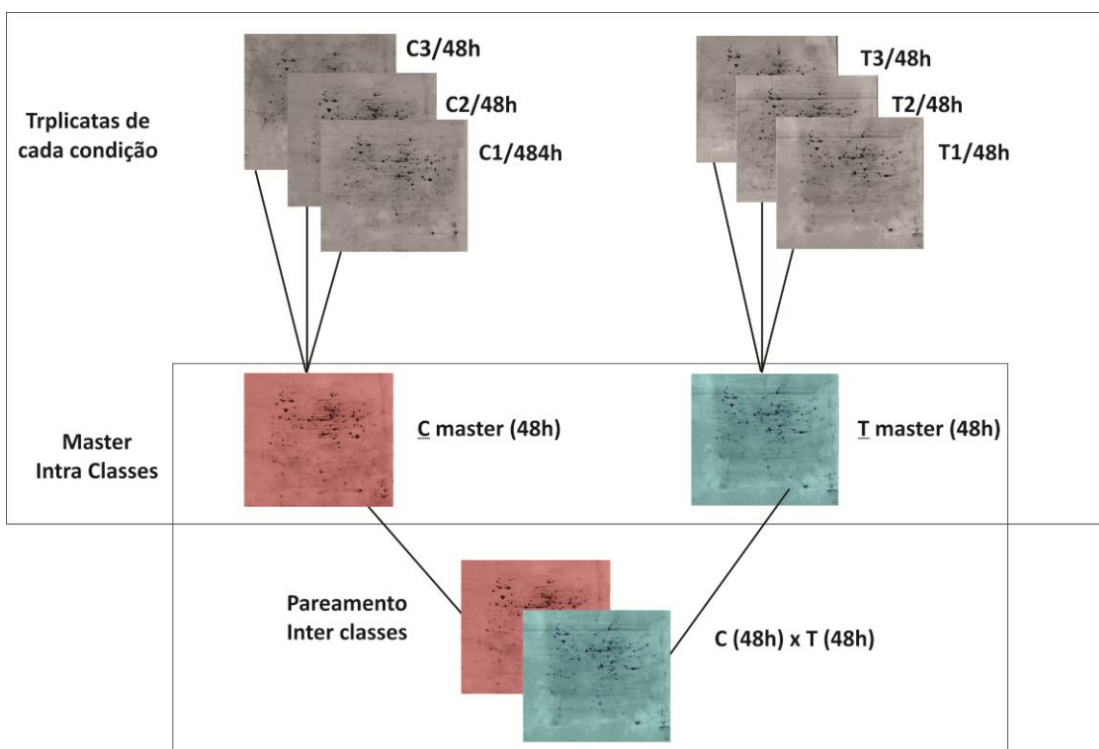 C3/48h
C2/48h
C1/484h
T3/48h
T2/48h
T1/48h
Trplicatas de
cada condição
C master (48h)
T master (48h)
Master
Intra Classes
Pareamento
Inter classes
C (48h) x T (48h)